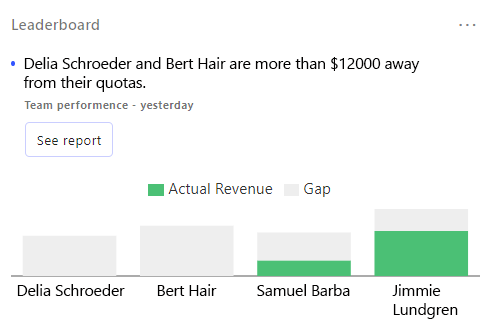 Leaderboard
Delia Schroeder and Bert Hair are more than $12000 away
from their quotas.
Team performence - yesterday
See report
Actual Revenue Gap
Delia Schroeder Bert Hair Samuel Barba Jimmie
Lundgren